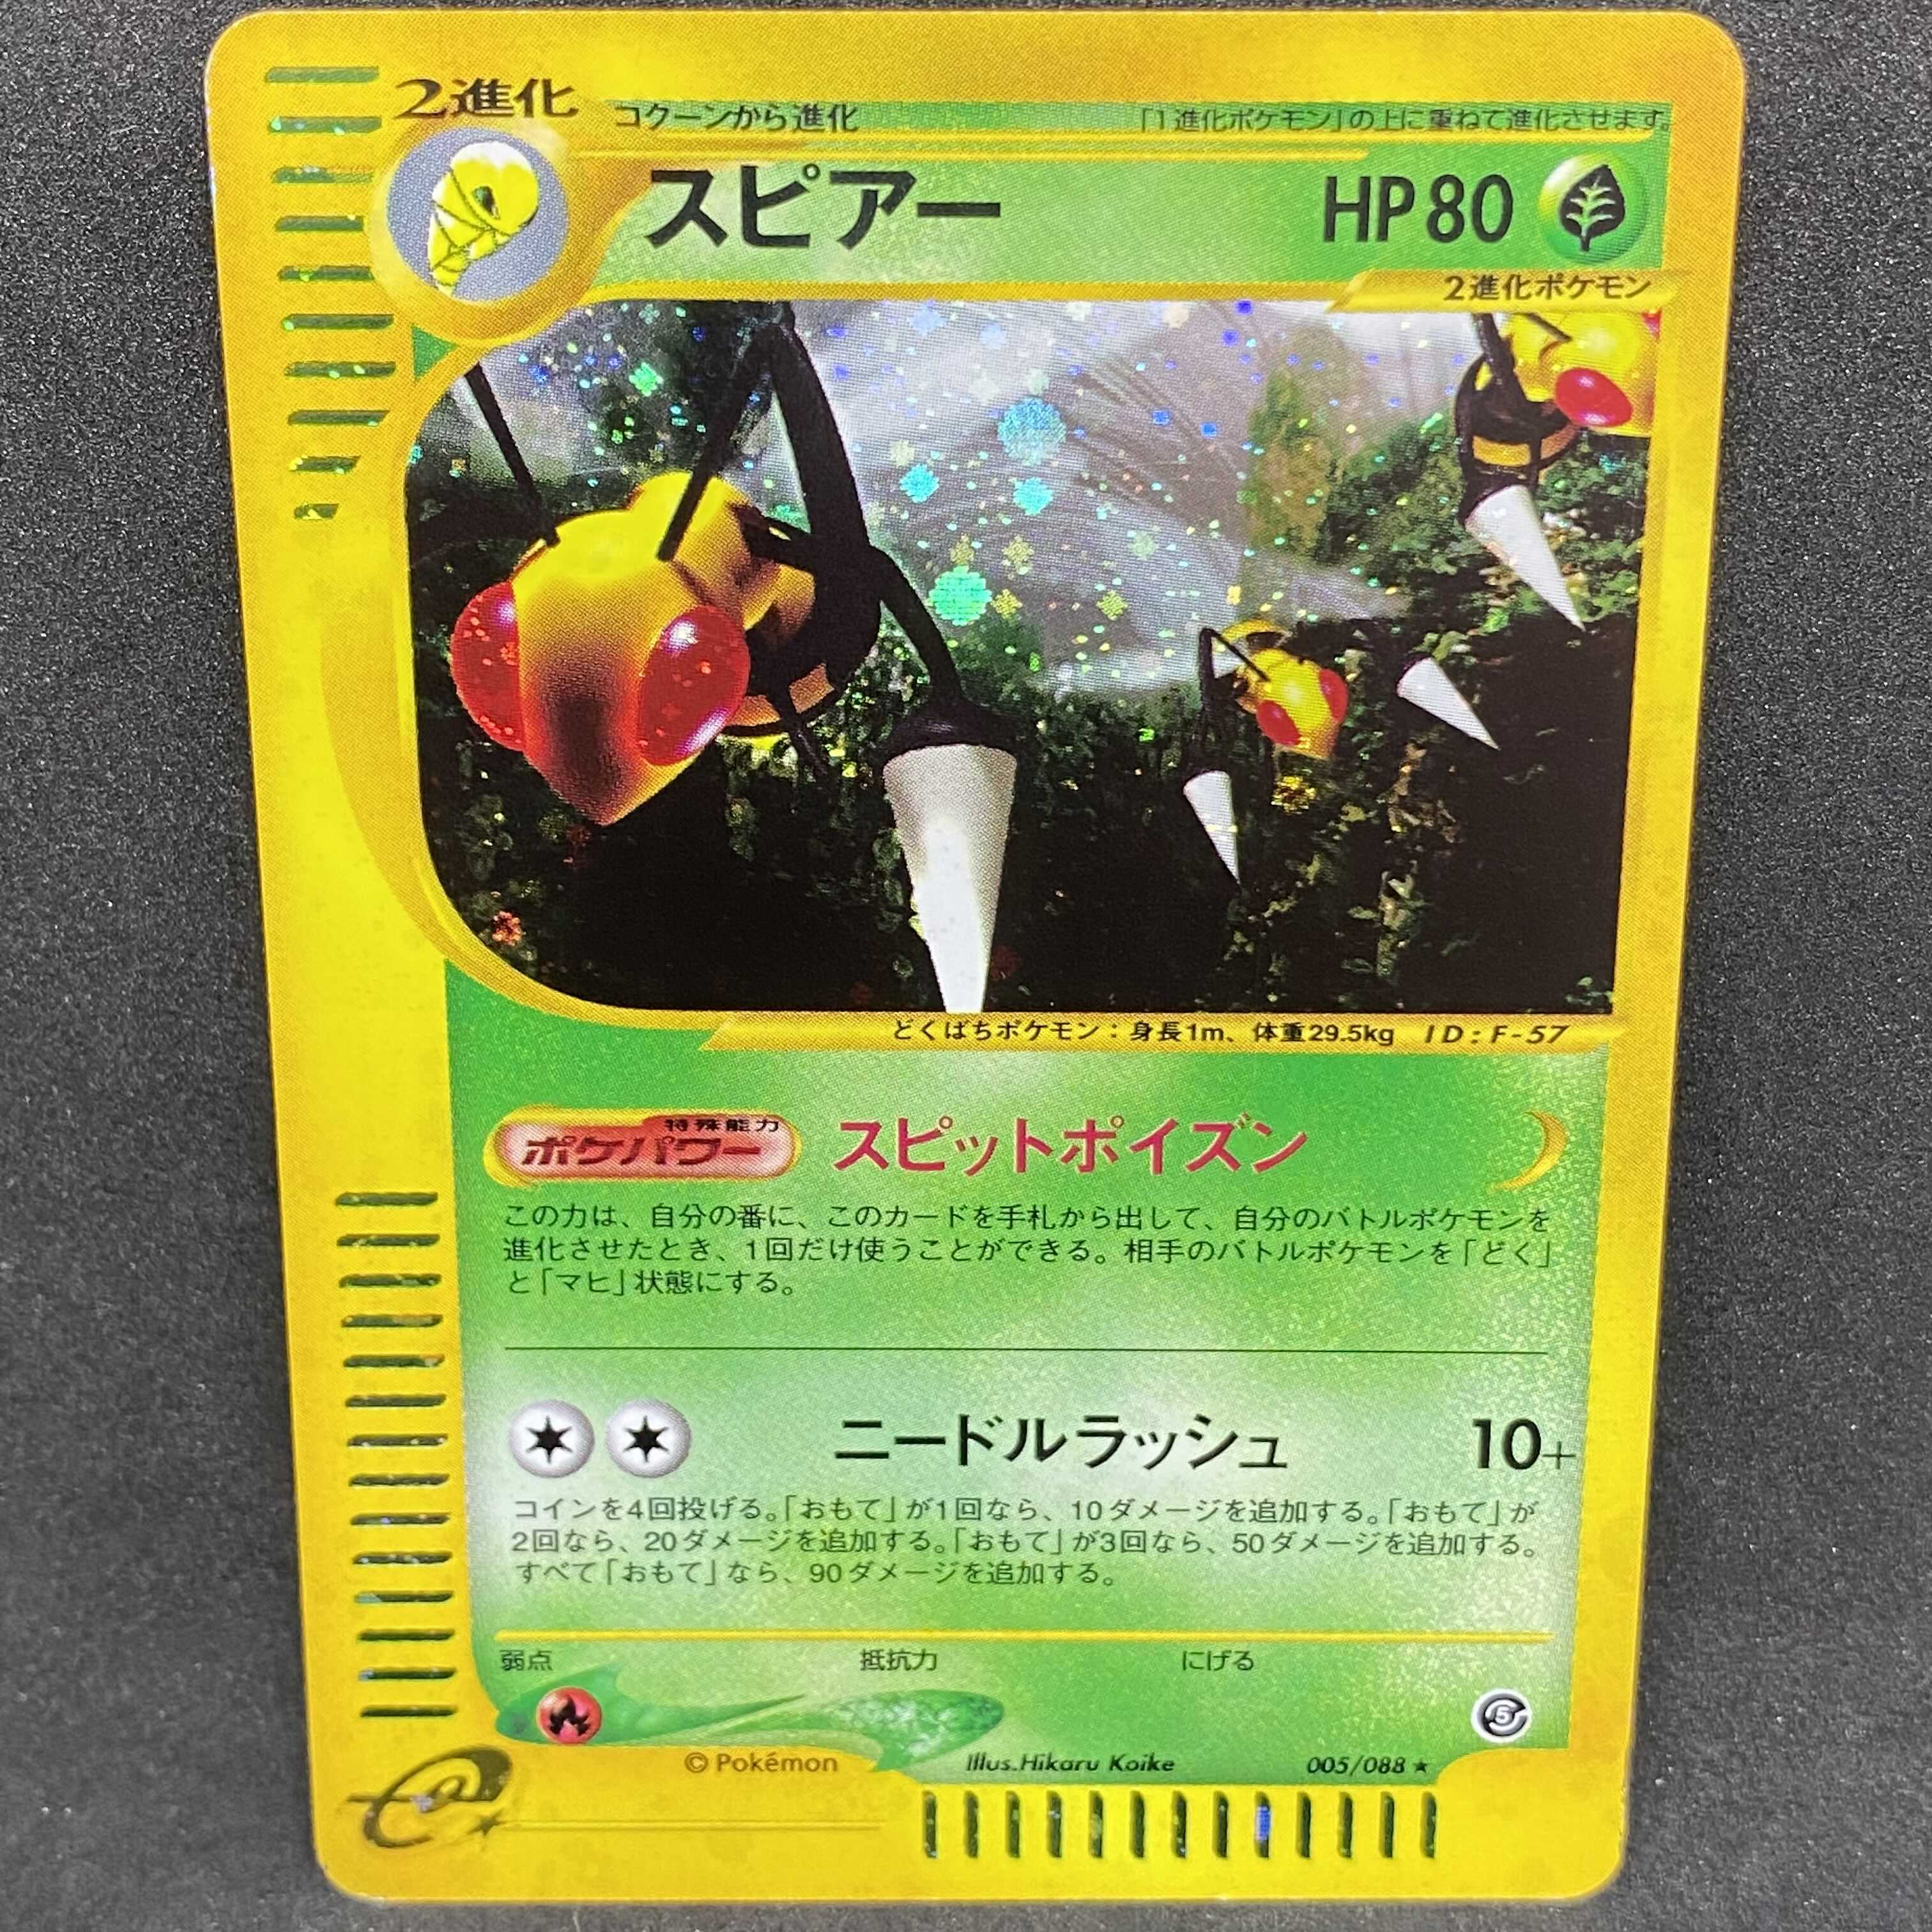 2進化
コクーンから進化
「1進化ポケモン」の上に重ねて進化させます。
スピアー
HP80
2進化ポケモン
どくばちポケモン：身長1m、体重29.5kg ID：F-57
特殊能力
ポケパワー
スピットポイズン
この力は、自分の番に、このカードを手札から出して、自分のバトルポケモンを
進化させたとき、1回だけ使うことができる。相手のバトルポケモンを「どく」
と「マヒ」状態にする。
ニードルラッシュ
10+
コインを4回投げる。「おもて」が1回なら、10ダメージを追加する。「おもて」が
2回なら、20ダメージを追加する。「おもて」が3回なら、50ダメージを追加する。
すべて「おもて」なら、90ダメージを追加する。
弱点 抵抗力 にげる
5
© Pokémon
Illus.Hikaru Koike
005/088 ★
e